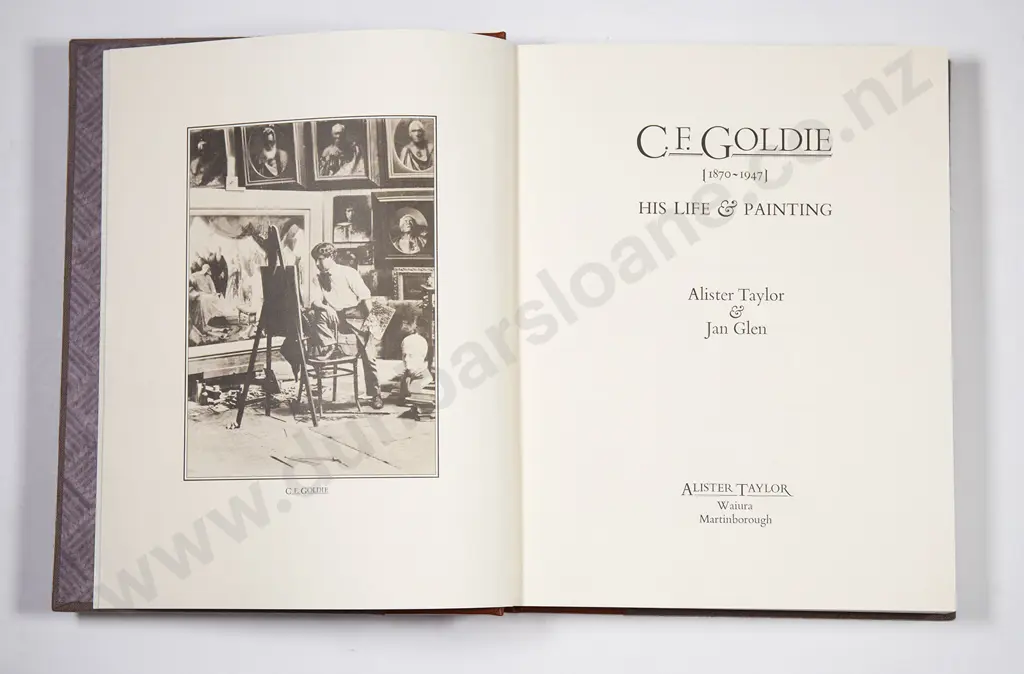 C.F. GOLDIE
C.F. GOLDIE
[1870~1947]
HIS LIFE & PAINTING
Alister Taylor
&
Jan Glen
ALISTER TAYLOR
Waiura
Martinborough
www.dunbarsloane.co.nz